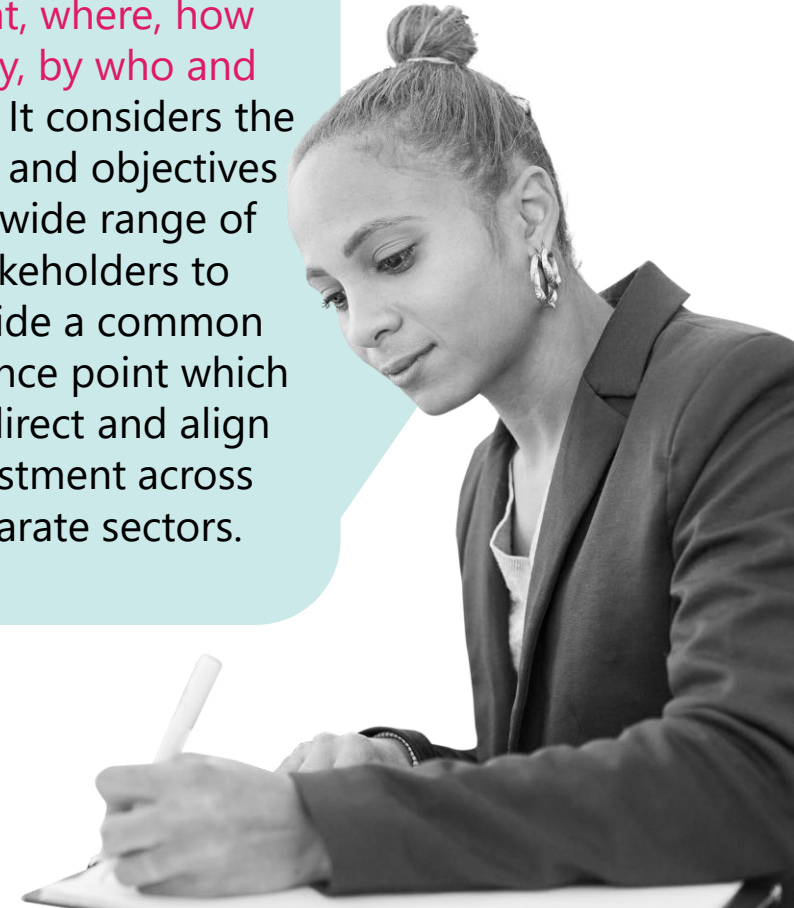 t, where, how
y, by who and
It considers the
and objectives
wide range of
keholders to
ide a common
nce point which
direct and align
stment across
arate sectors.